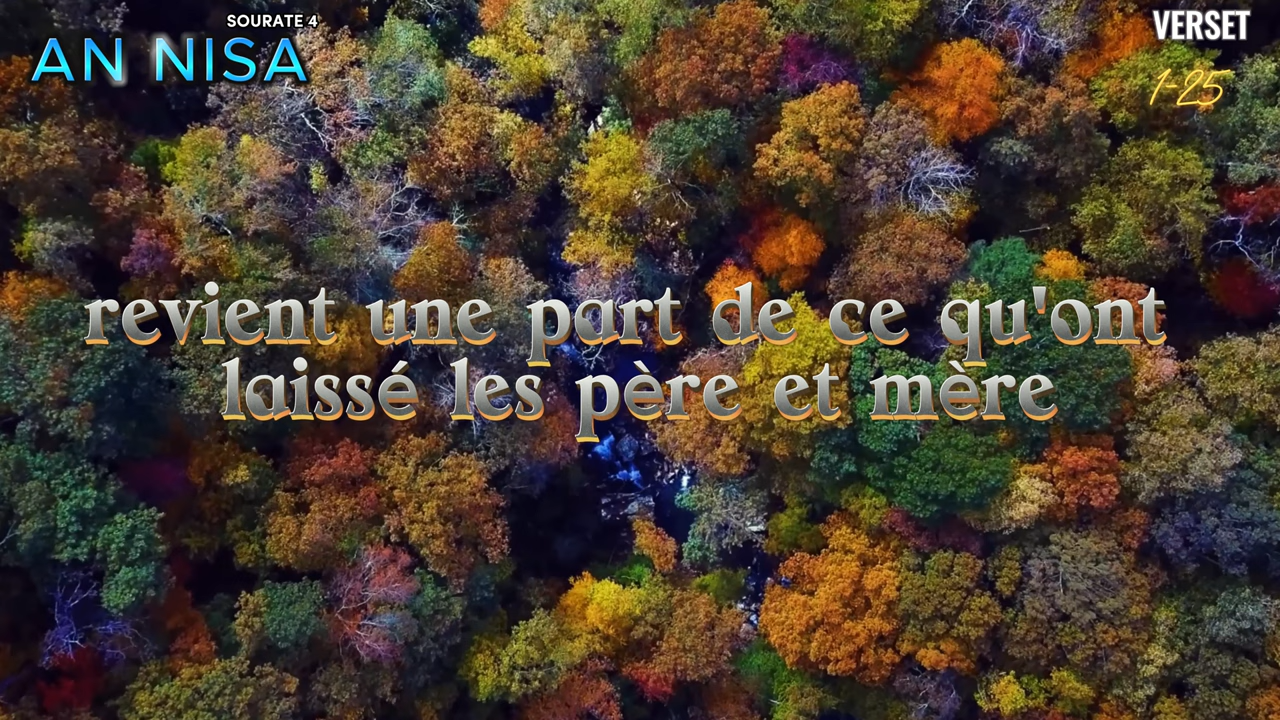 SOURATE 4
AN NISA
VERSET
1-25
revient une part de ce qu'ont
laissé les père et mère